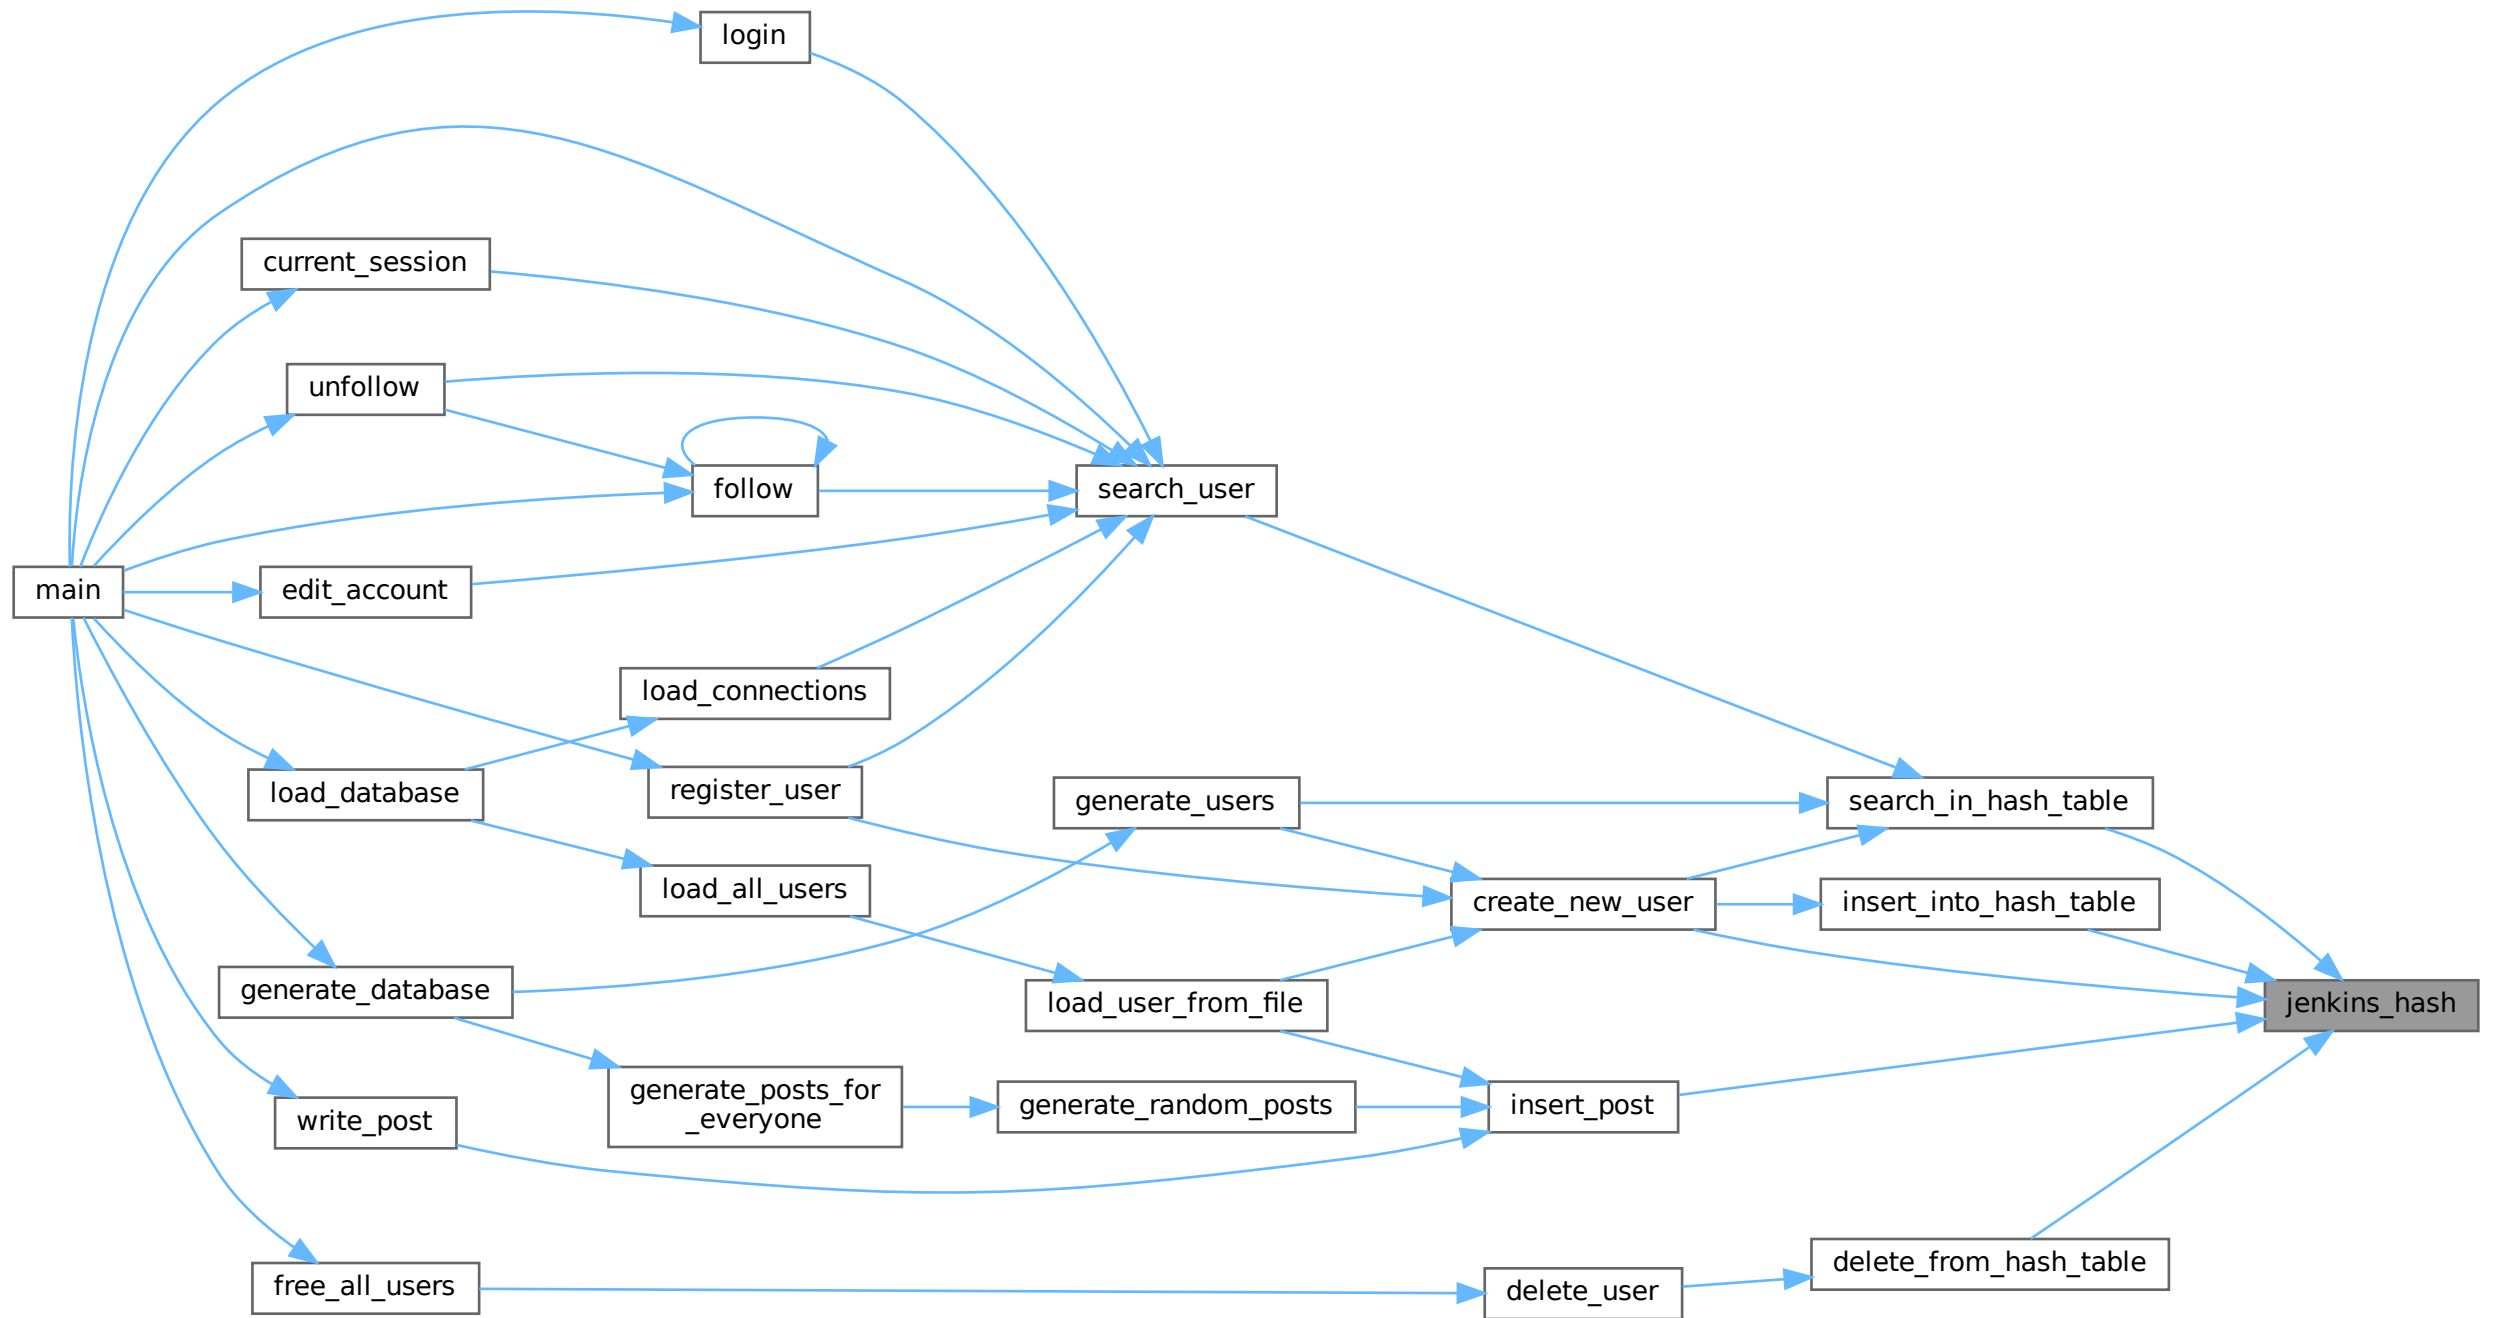 login
current_session
unfollow
follow
search_user
main
edit_account
load_connections
load_database
register_user
generate_users
search_in_hash_table
load_all_users
create_new_user
insert_into_hash_table
generate_database
load_user_from_file
jenkins_hash
write_post
generate_posts_for
_everyone
generate_random_posts
insert_post
delete_from_hash_table
free_all_users
delete_user